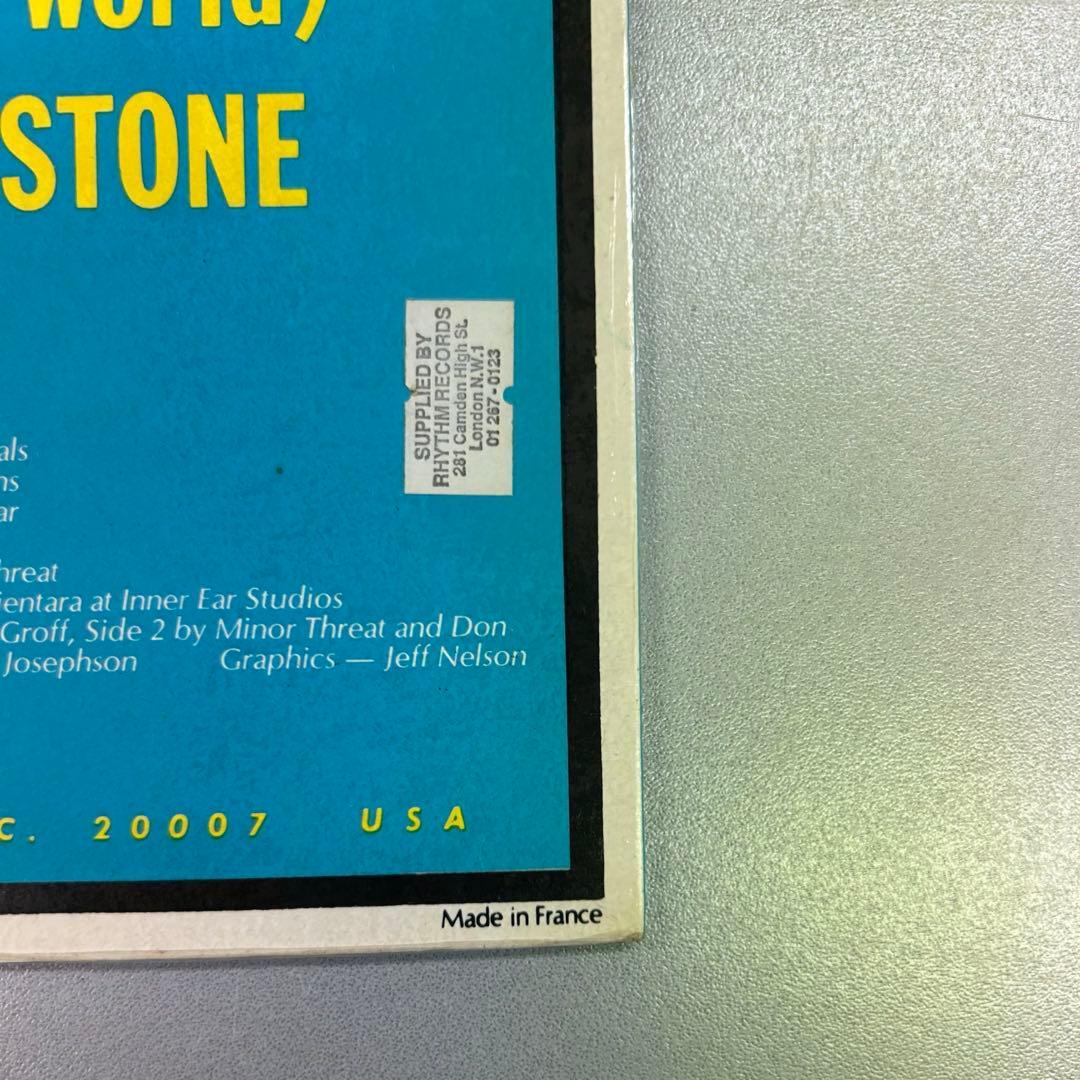 world)
STONE
SUPPLIED BY
RHYTHM RECORDS
281 Camden High St.
London N.W.1
01 267 - 0123
als
ns
ar
hreat
ientara at Inner Ear Studios
Groff, Side 2 by Minor Threat and Don
Josephson Graphics — Jeff Nelson
C. 20007 USA
Made in France